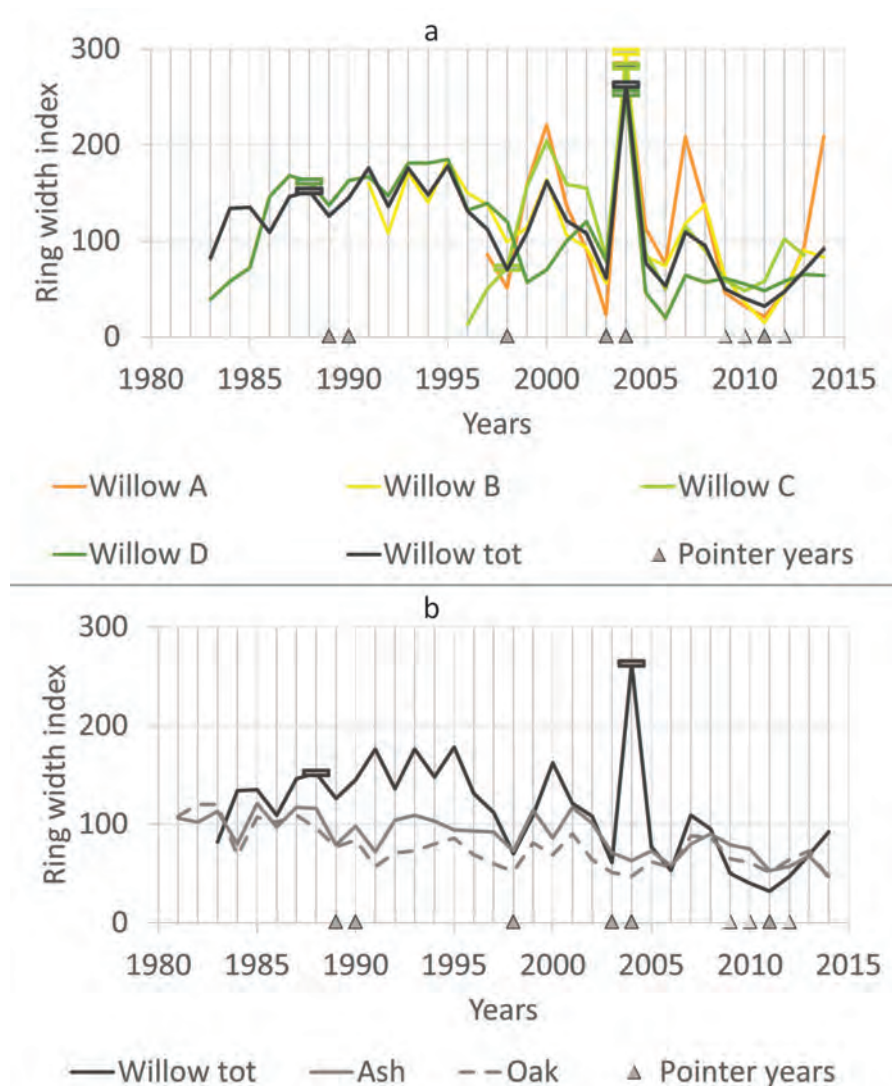 a
300
200
100
0
Ring width index
1980 1985 1990 1995 2000 2005 2010 2015
Years
Willow A Willow B Willow C
Willow D Willow tot Pointer years
b
300
200
100
0
Ring width index
1980 1985 1990 1995 2000 2005 2010 2015
Years
Willow tot Ash Oak Pointer years